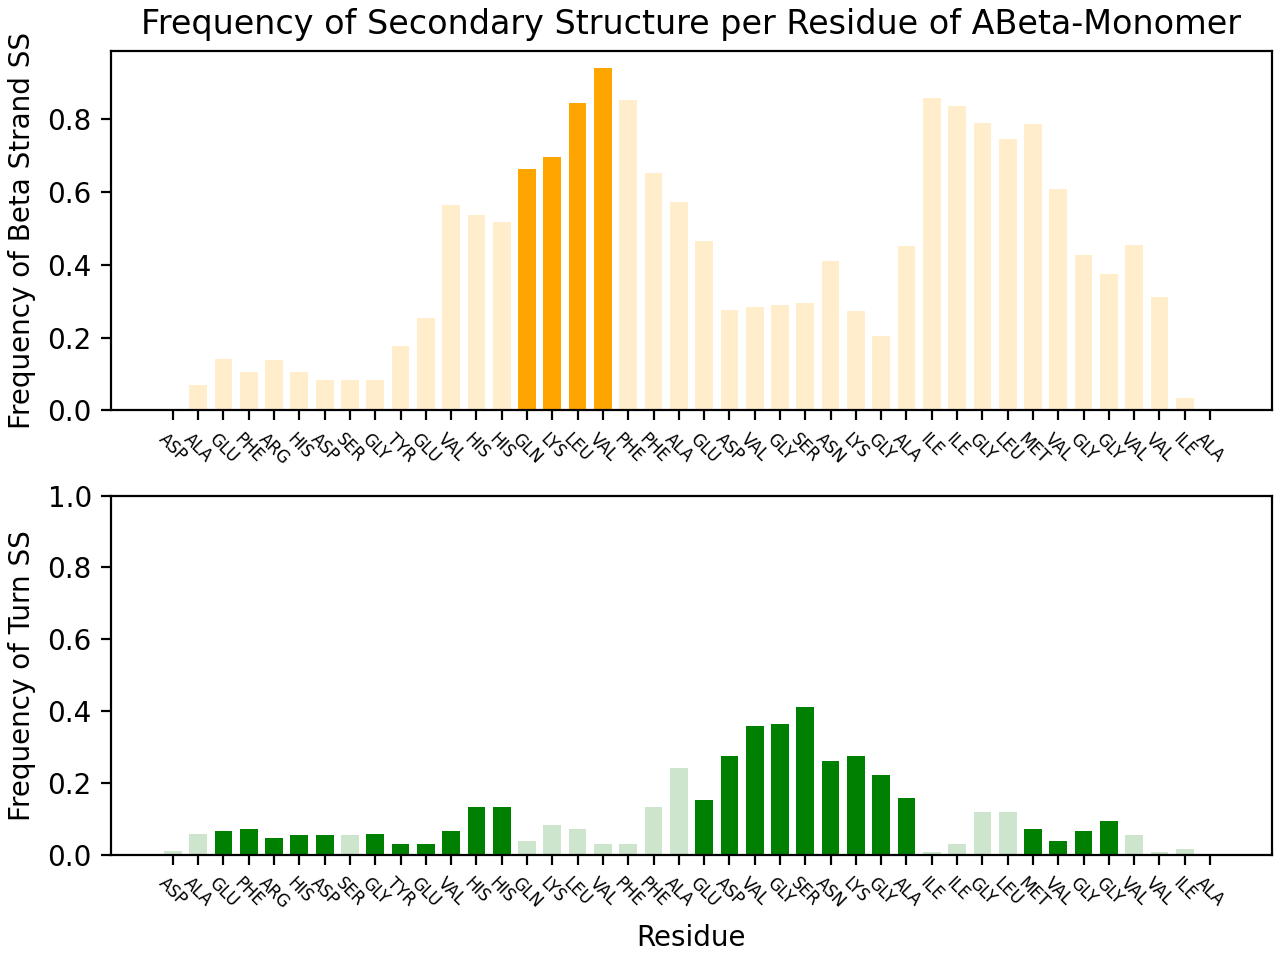 Frequency of Secondary Structure per Residue of ABeta-Monomer
Frequency of Beta Strand SS
0.8
0.6
0.4
0.2
0.0
ASP ALA GLU PHE ARG HIS ASP SER GLY TYR GLU VAL HIS HIS GLN LYS LEU VAL PHE PHE ALA GLU ASP VAL GLY SER ASN LYS GLY ALA ILE ILE GLY LEU MET VAL GLY GLY VAL VAL ILE ALA
Frequency of Turn SS
1.0
0.8
0.6
0.4
0.2
0.0
ASP ALA GLU PHE ARG HIS ASP SER GLY TYR GLU VAL HIS HIS GLN LYS LEU VAL PHE PHE ALA GLU ASP VAL GLY SER ASN LYS GLY ALA ILE ILE GLY LEU MET VAL GLY GLY VAL VAL ILE ALA
Residue